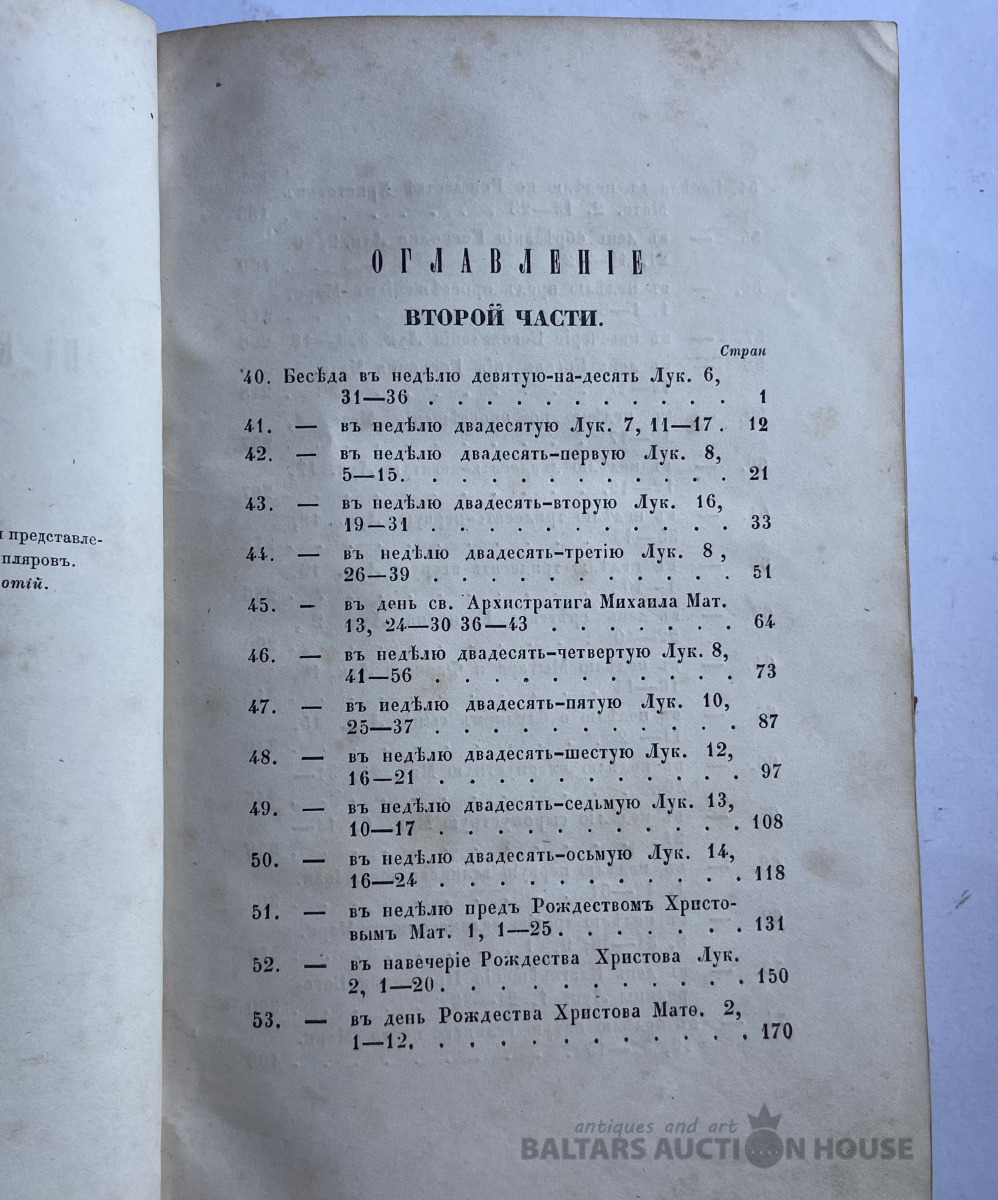 представле-
пляровъ.
отій.
ОГЛАВЛЕНІЕ
ВТОРОЙ ЧАСТИ.
Стран
40. Бесѣда въ недѣлю девятую-на-десять Лук. 6,
31—36 . . . . . . . . . . . 1
41. — въ недѣлю двадесятую Лук. 7, 11—17 . 12
42. — въ недѣлю двадесять-первую Лук. 8,
5—15. . . . . . . . . . . . 21
43. — въ недѣлю двадесять-вторую Лук. 16,
19—31 . . . . . . . . . . . 33
44. — въ недѣлю двадесять-третію Лук. 8,
26—39 . . . . . . . . . . . 51
45. — въ день св. Архистратига Михаила Мат.
13, 24—30 36—43 . . . . . . . 64
46. — въ недѣлю двадесять-четвертую Лук. 8,
41—56 . . . . . . . . . . . 73
47. — въ недѣлю двадесять-пятую Лук. 10,
25—37 . . . . . . . . . . . 87
48. — въ недѣлю двадесять-шестую Лук. 12,
16—21 . . . . . . . . . . . 97
49. — въ недѣлю двадесять-седьмую Лук. 13,
10—17 . . . . . . . . . . . 108
50. — въ недѣлю двадесять-осьмую Лук. 14,
16—24 . . . . . . . . . . . 118
51. — въ недѣлю предъ Рождествомъ Христо-
вымъ Мат. 1, 1—25 . . . . . . . 131
52. — въ навечеріе Рождества Христова Лук.
2, 1—20 . . . . . . . . . . . 150
53. — въ день Рождества Христова Матѳ. 2,
1—12. . . . . . . . . . . . 170
antiques and art
BALTARS AUCTION HOUSE